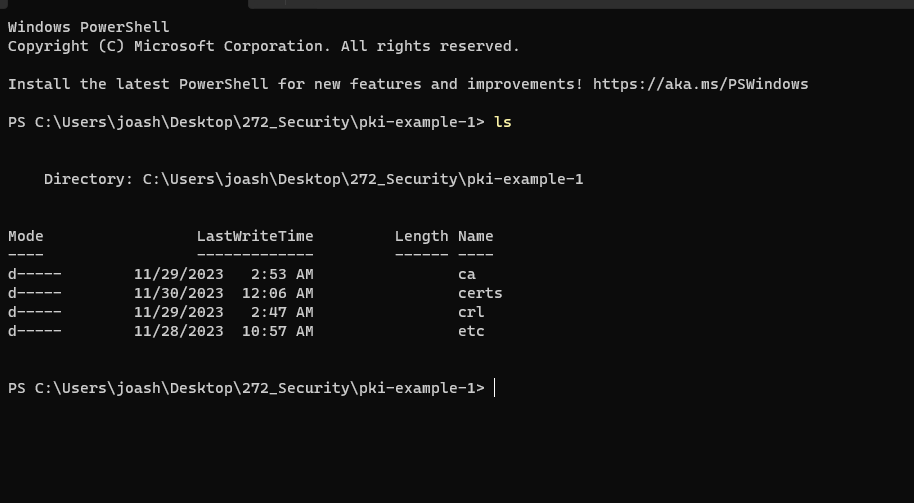 Windows PowerShell
Copyright (C) Microsoft Corporation. All rights reserved.
Install the latest PowerShell for new features and improvements! https://aka.ms/PSWindows
PS C:\Users\joash\Desktop\272_Security\pki-example-1> ls
Directory: C:\Users\joash\Desktop\272_Security\pki-example-1
Mode                 LastWriteTime         Length Name
----                 -------------         ------ ----
d-----        11/29/2023   2:53 AM                ca
d-----        11/30/2023  12:06 AM                certs
d-----        11/29/2023   2:47 AM                crl
d-----        11/28/2023  10:57 AM                etc
PS C:\Users\joash\Desktop\272_Security\pki-example-1>